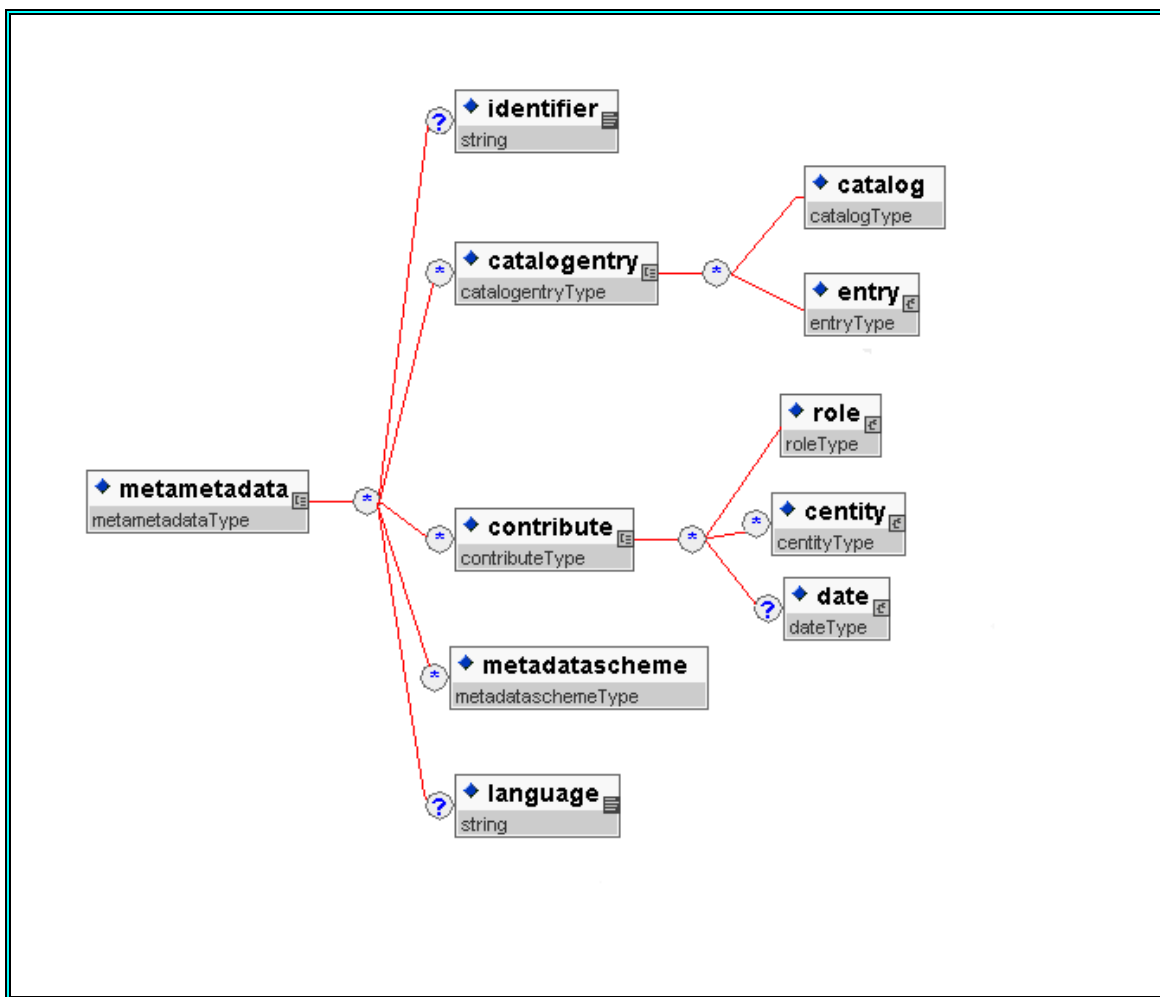 identifier
string
catalog
catalogType
catalogentry
catalogentryType
entry
entryType
role
roleType
metametadata
metametadataType
centity
centityType
contribute
contributeType
date
dateType
metadatascheme
metadataschemeType
language
string